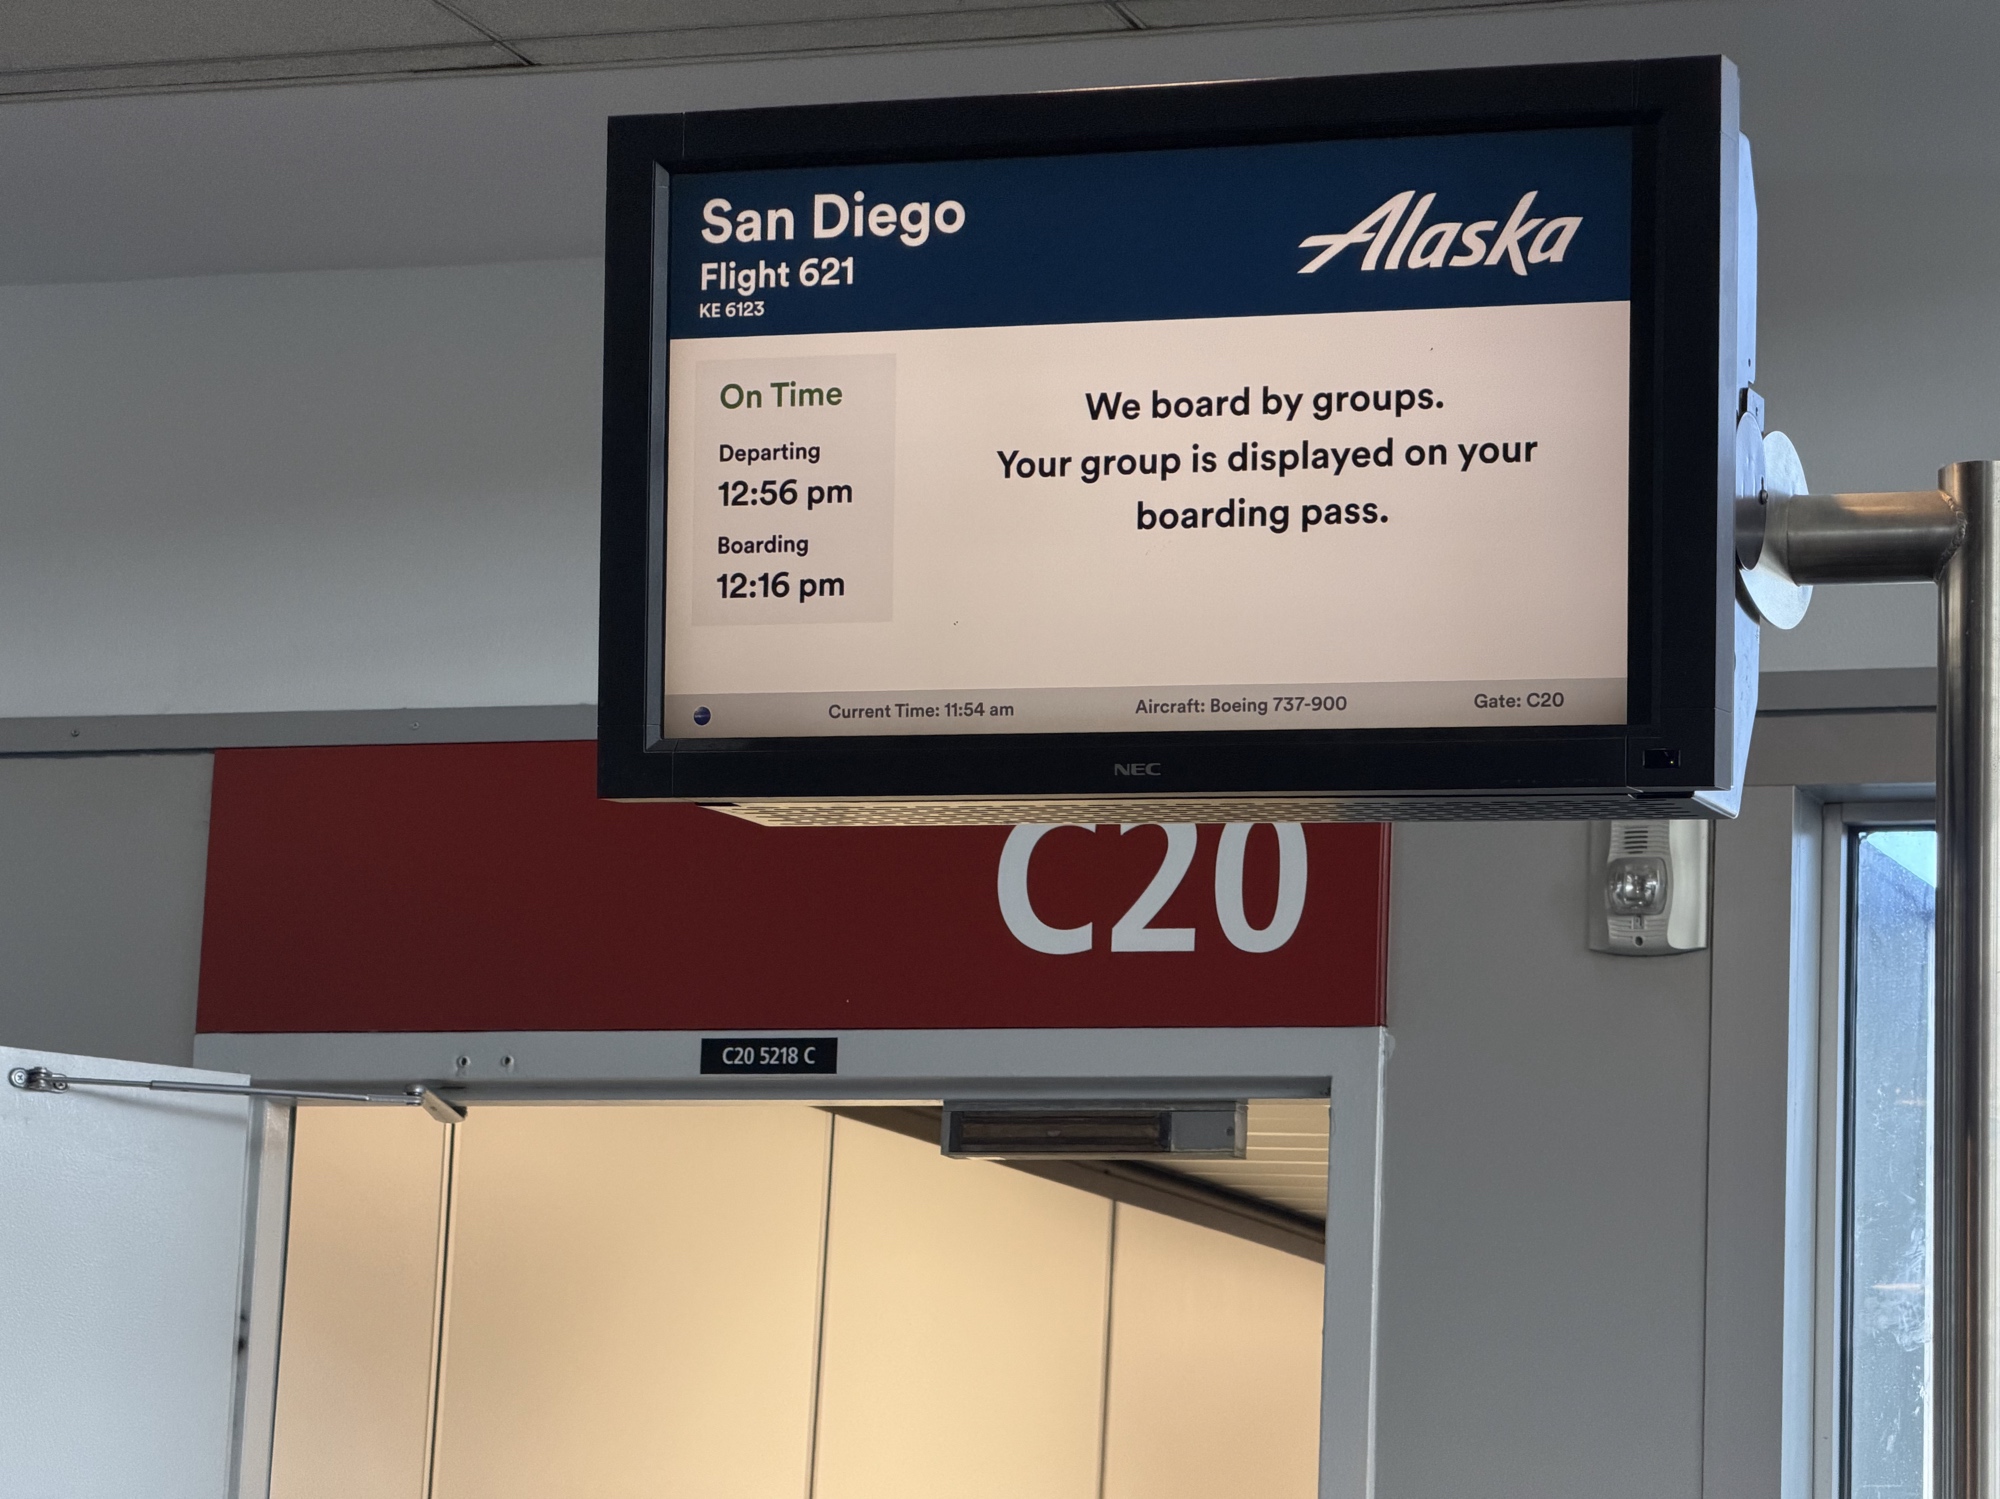 San Diego
Flight 621
KE 6123
Alaska
On Time
Departing
12:56 pm
Boarding
12:16 pm
We board by groups.
Your group is displayed on your
boarding pass.
Current Time: 11:54 am
Aircraft: Boeing 737-900
Gate: C20
NEC
C20
C20 5218 C